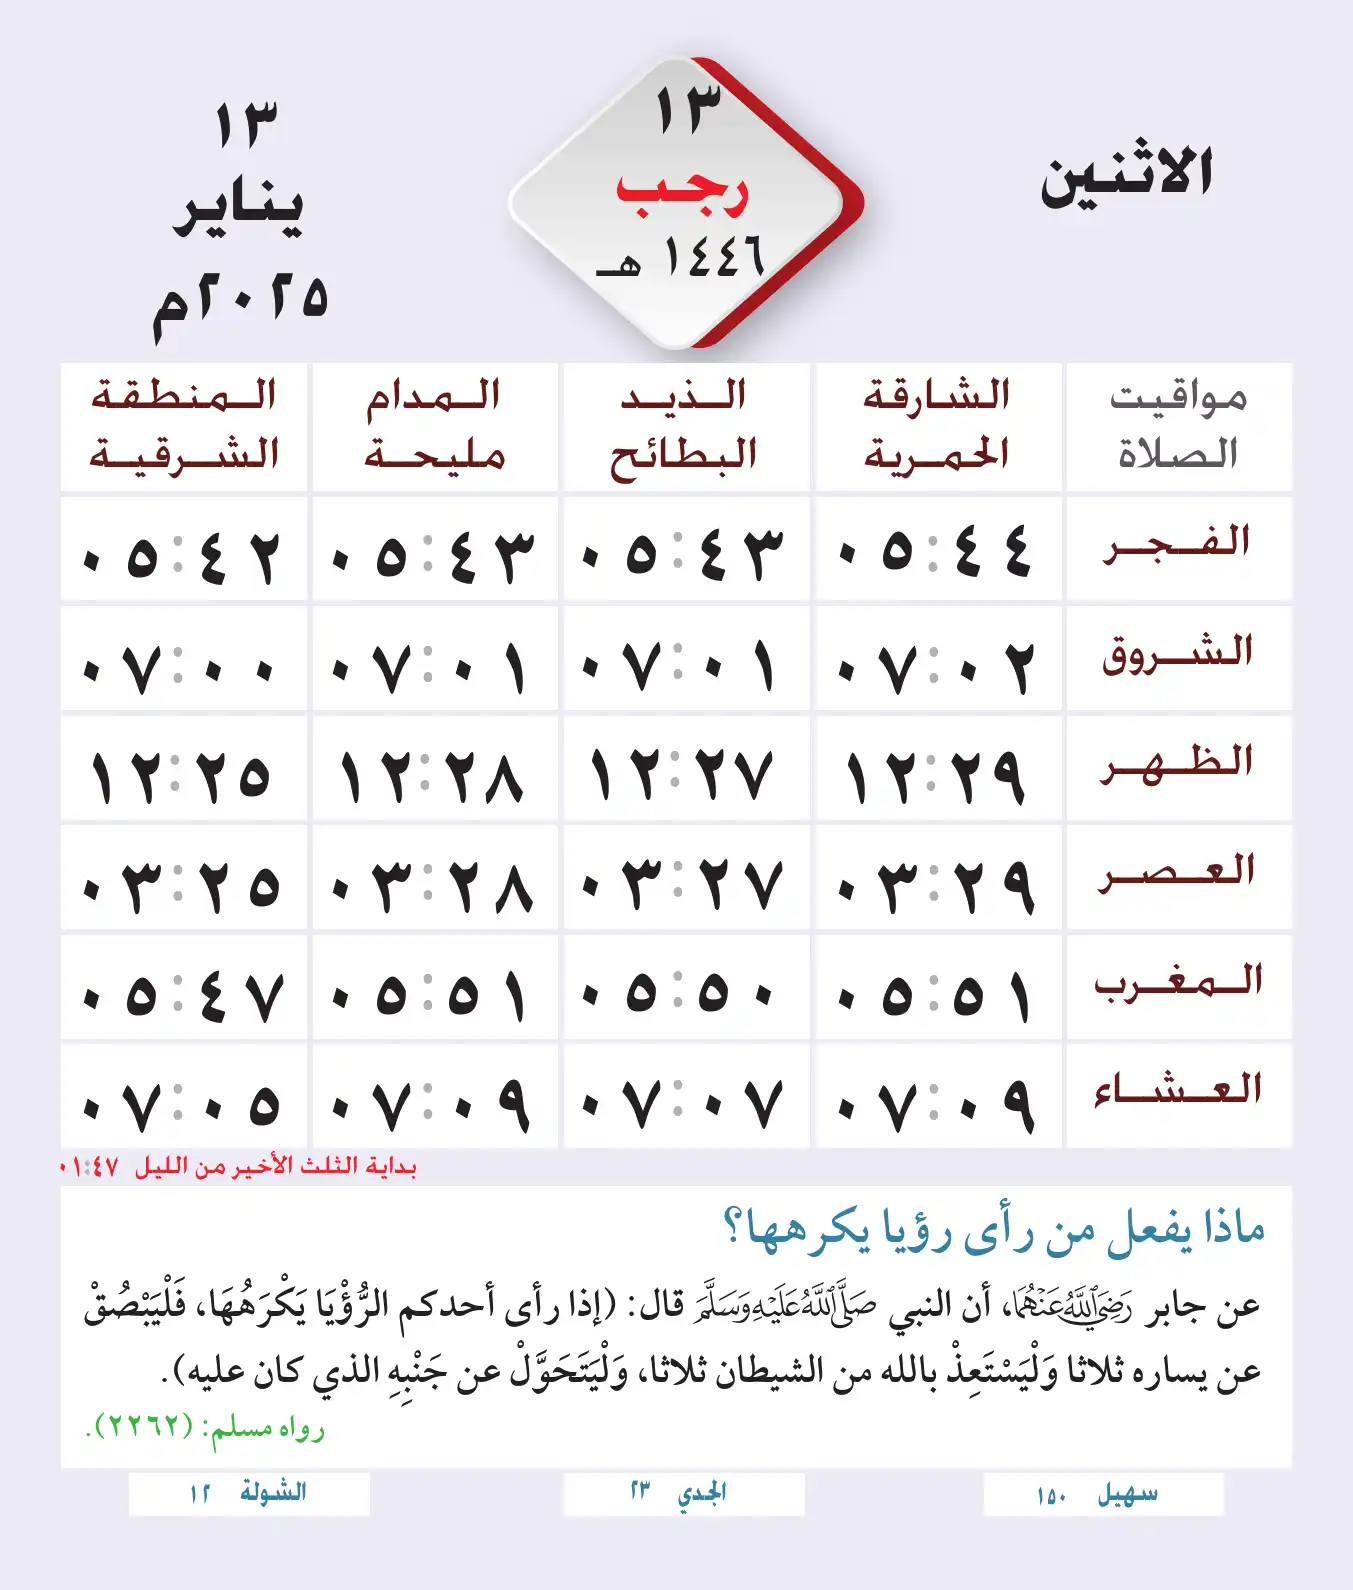 الاثنين
١٣
رجب
١٤٤٦ هـ
١٣
يناير
٢٠٢٥م
مواقيت الصلاة الشارقة الحمرية الذيد البطائح المدام مليحة المنطقة الشرقية
الفجر ٠٥:٤٤ ٠٥:٤٣ ٠٥:٤٣ ٠٥:٤٢
الشروق ٠٧:٠٢ ٠٧:٠١ ٠٧:٠١ ٠٧:٠٠
الظهر ١٢:٢٩ ١٢:٢٧ ١٢:٢٨ ١٢:٢٥
العصر ٠٣:٢٩ ٠٣:٢٧ ٠٣:٢٨ ٠٣:٢٥
المغرب ٠٥:٥١ ٠٥:٥٠ ٠٥:٥١ ٠٥:٤٧
العشاء ٠٧:٠٩ ٠٧:٠٧ ٠٧:٠٩ ٠٧:٠٥
بداية الثلث الأخير من الليل ٠١:٤٧
ماذا يفعل من رأى رؤيا يكرهها؟
عن جابر رَضِيَ اللَّهُ عَنْهُمَا، أن النبي صَلَّى اللَّهُ عَلَيْهِ وَسَلَّمَ قال: (إذا رأى أحدكم الرُّؤْيَا يَكْرَهُهَا، فَلْيَبْصُقْ
عن يساره ثلاثا وَلْيَسْتَعِذْ بالله من الشيطان ثلاثا، وَلْيَتَحَوَّلْ عن جَنْبِهِ الذي كان عليه).
رواه مسلم: (٢٢٦٢).
سهيل ١٥٠ الجدي ٢٣ الشولة ١٢